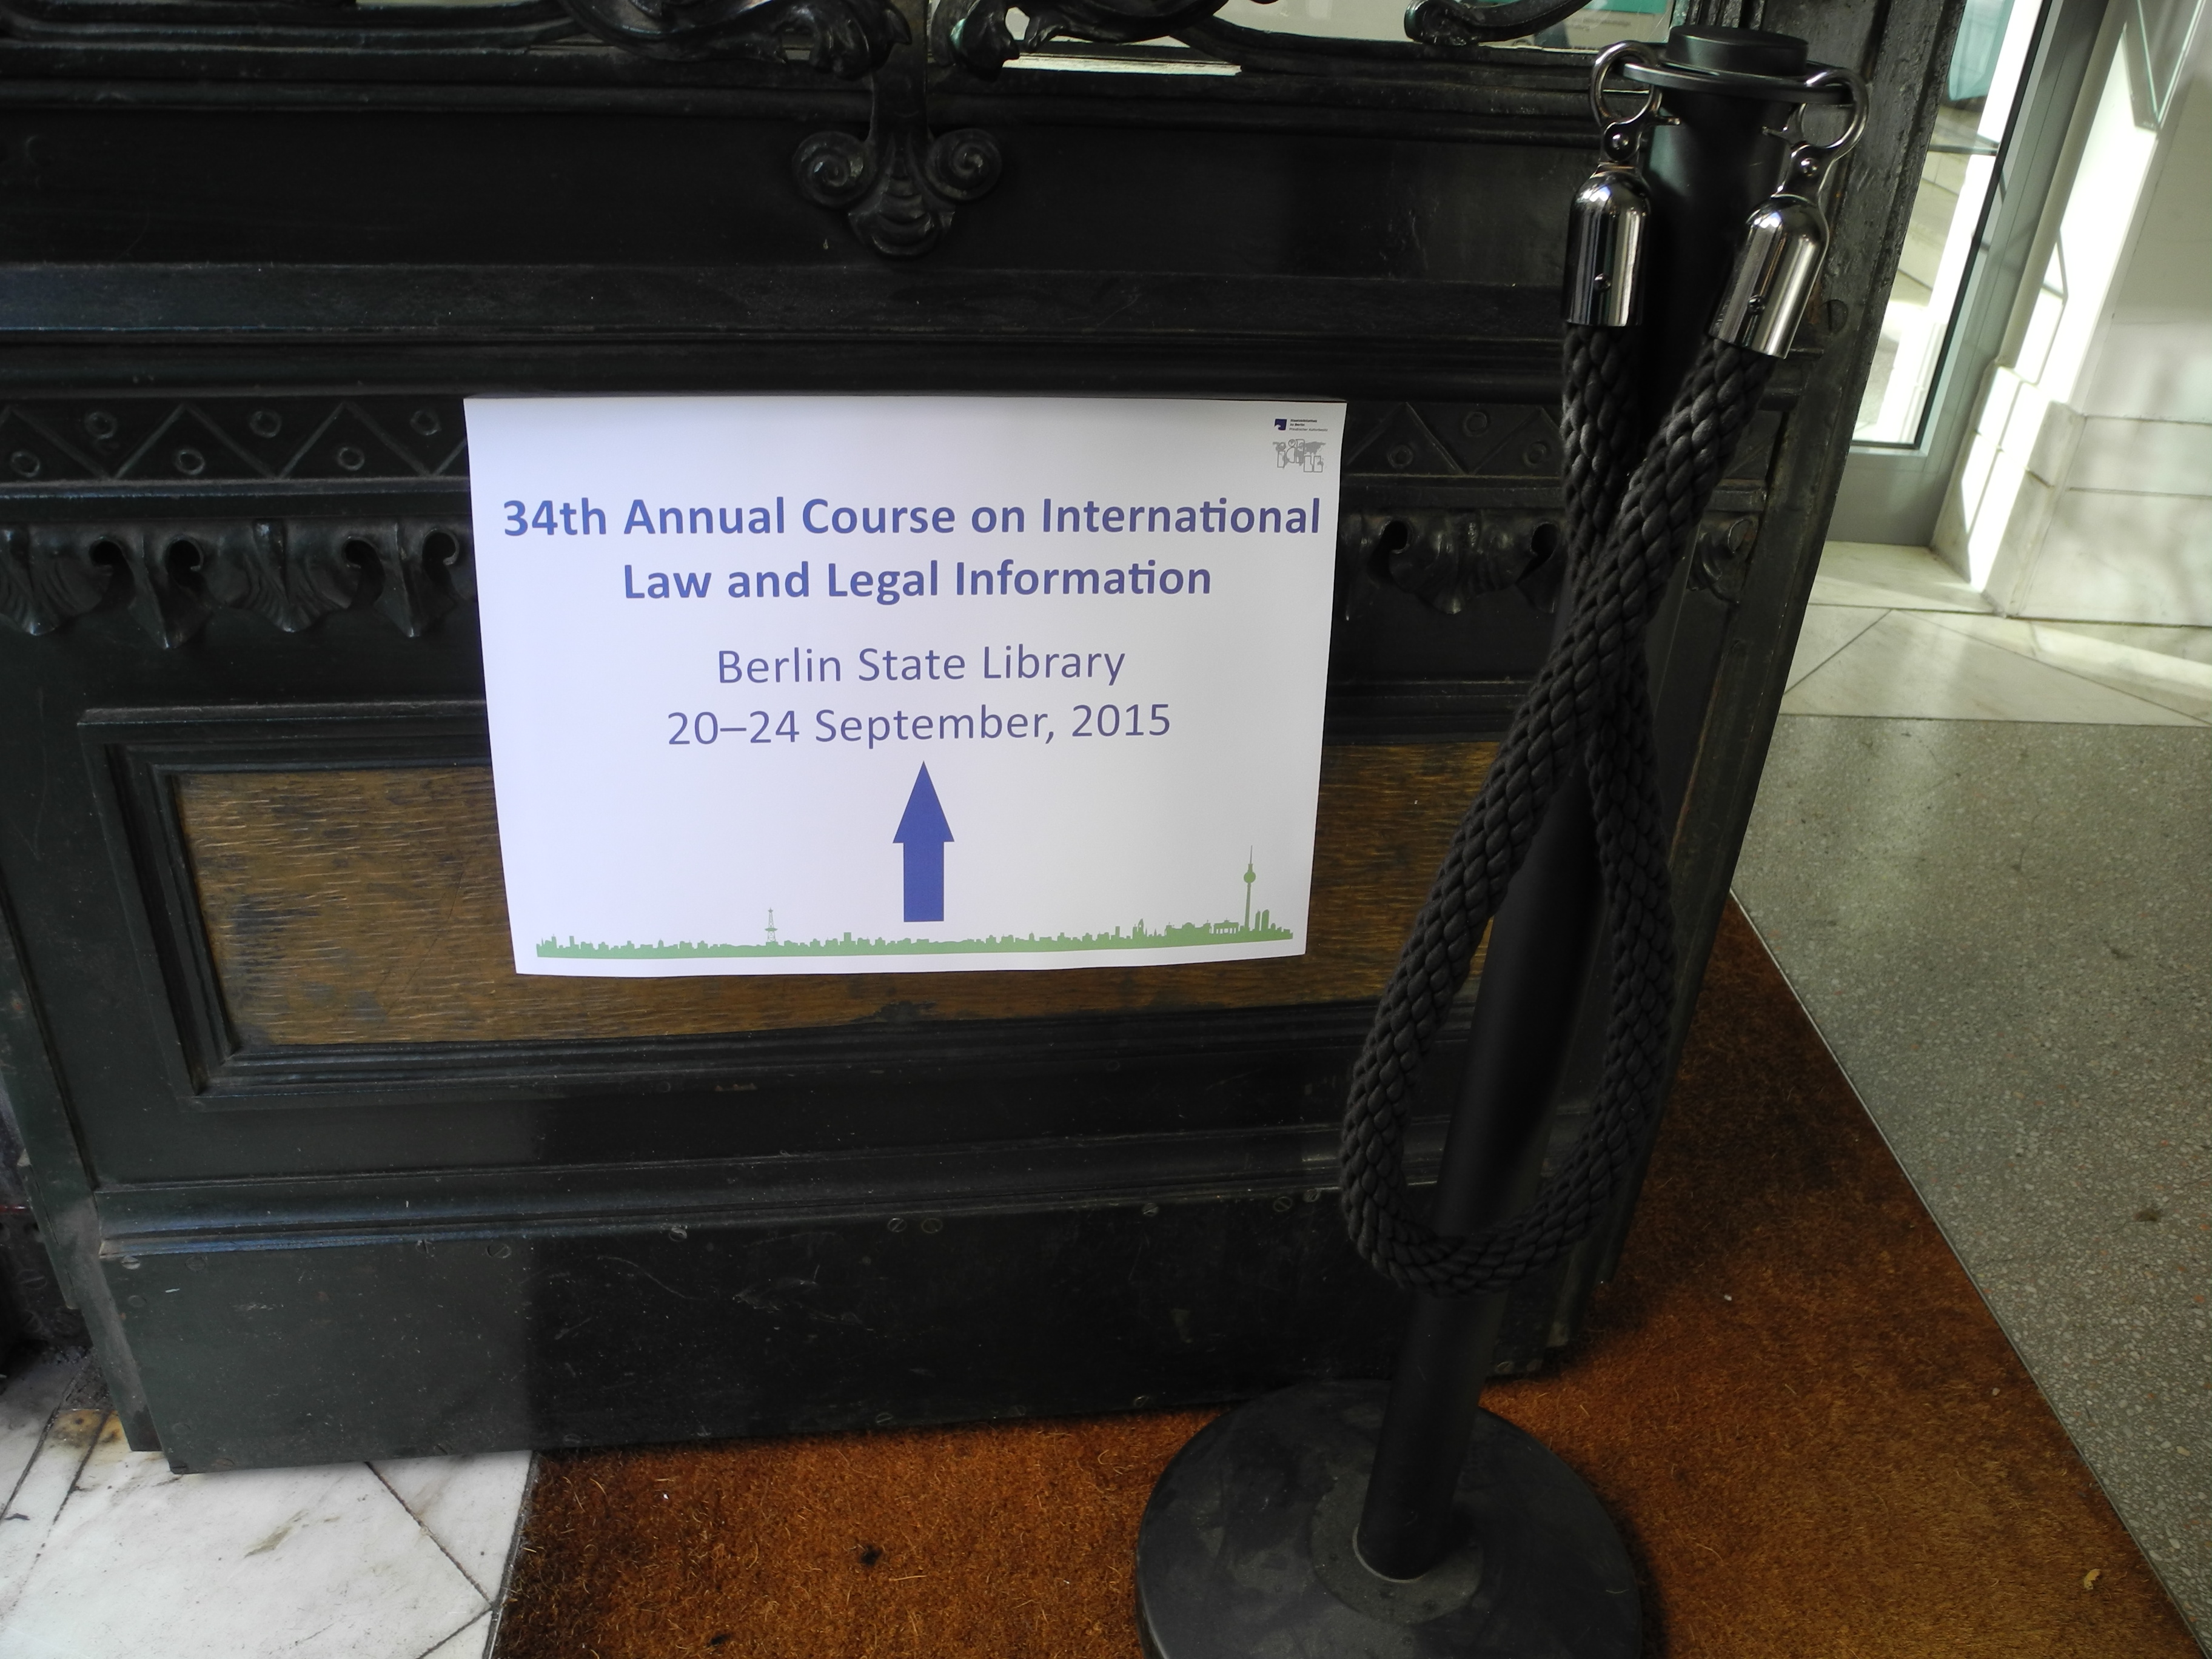 34th Annual Course on International
Law and Legal Information
Berlin State Library
20–24 September, 2015